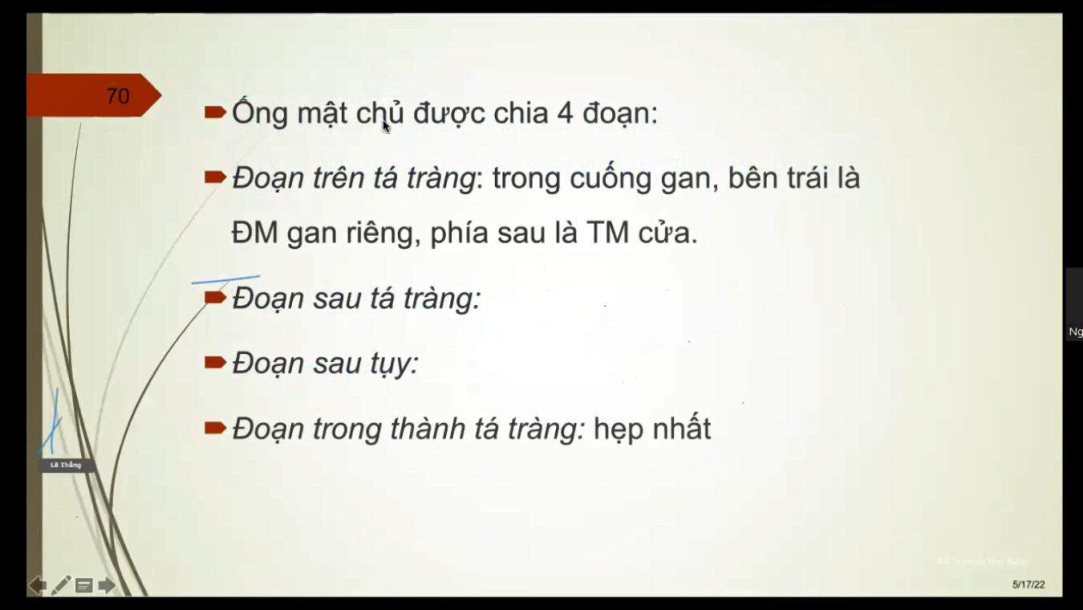 70
Ống mật chủ được chia 4 đoạn:
Đoạn trên tá tràng: trong cuống gan, bên trái là
ĐM gan riêng, phía sau là TM cửa.
Đoạn sau tá tràng:
Đoạn sau tụy:
Đoạn trong thành tá tràng: hẹp nhất
Lê Thắng
Ng
5/17/22